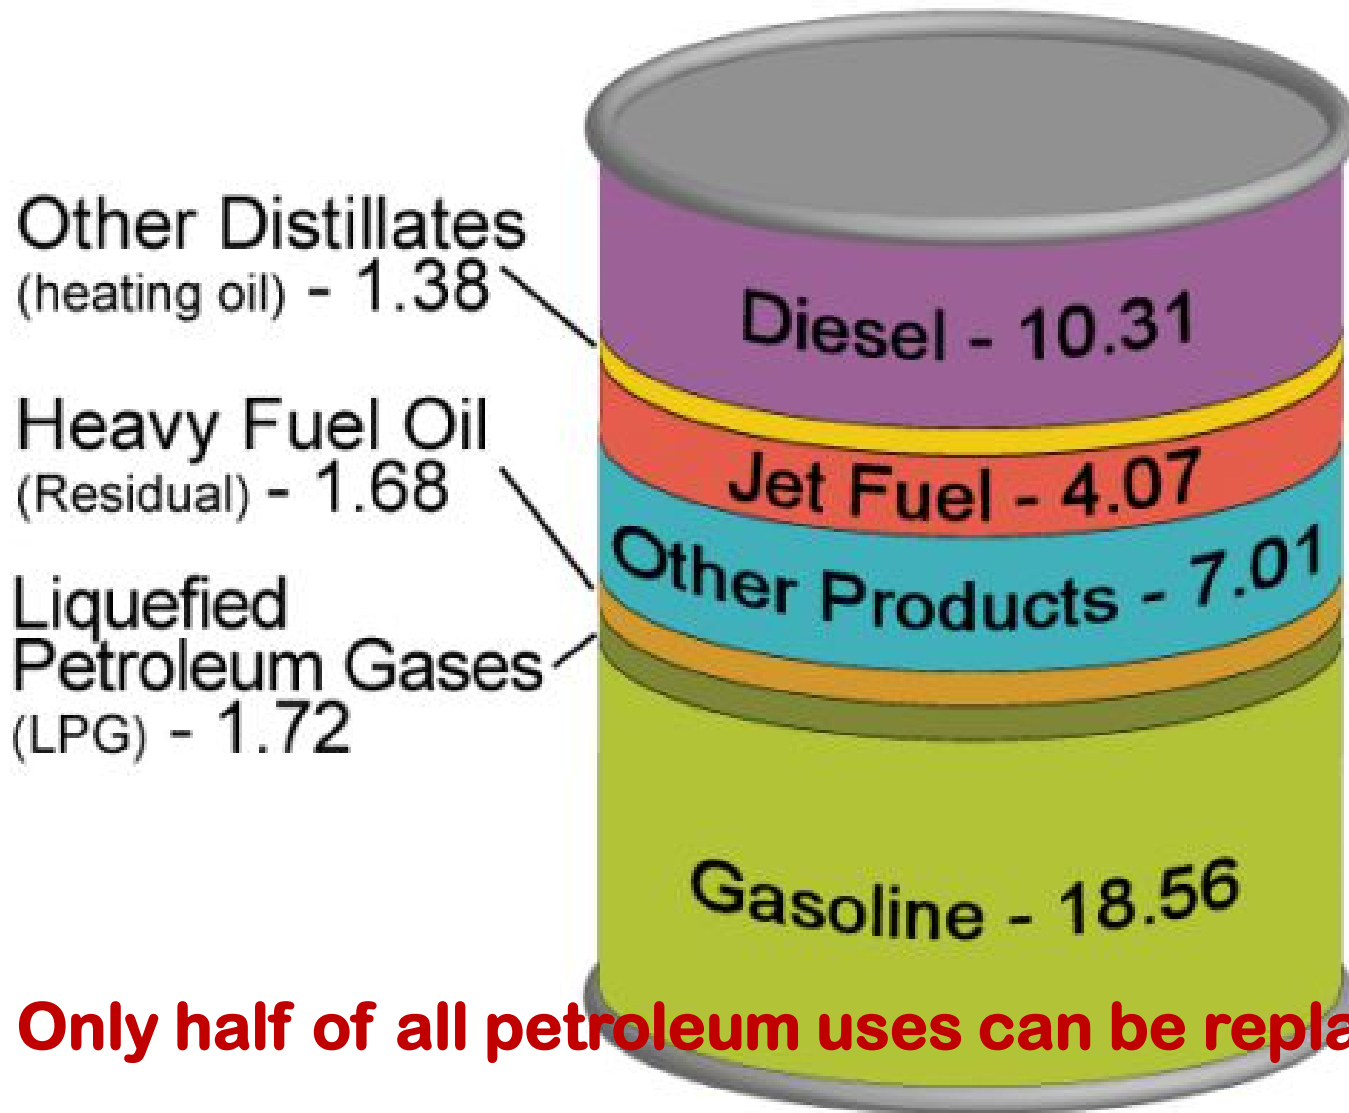 Other Distillates
(heating oil) - 1.38
Diesel - 10.31
Heavy Fuel Oil
(Residual) - 1.68
Jet Fuel - 4.07
Other Products - 7.01
Liquefied
Petroleum Gases
(LPG) - 1.72
Gasoline - 18.56
Only half of all petroleum uses can be